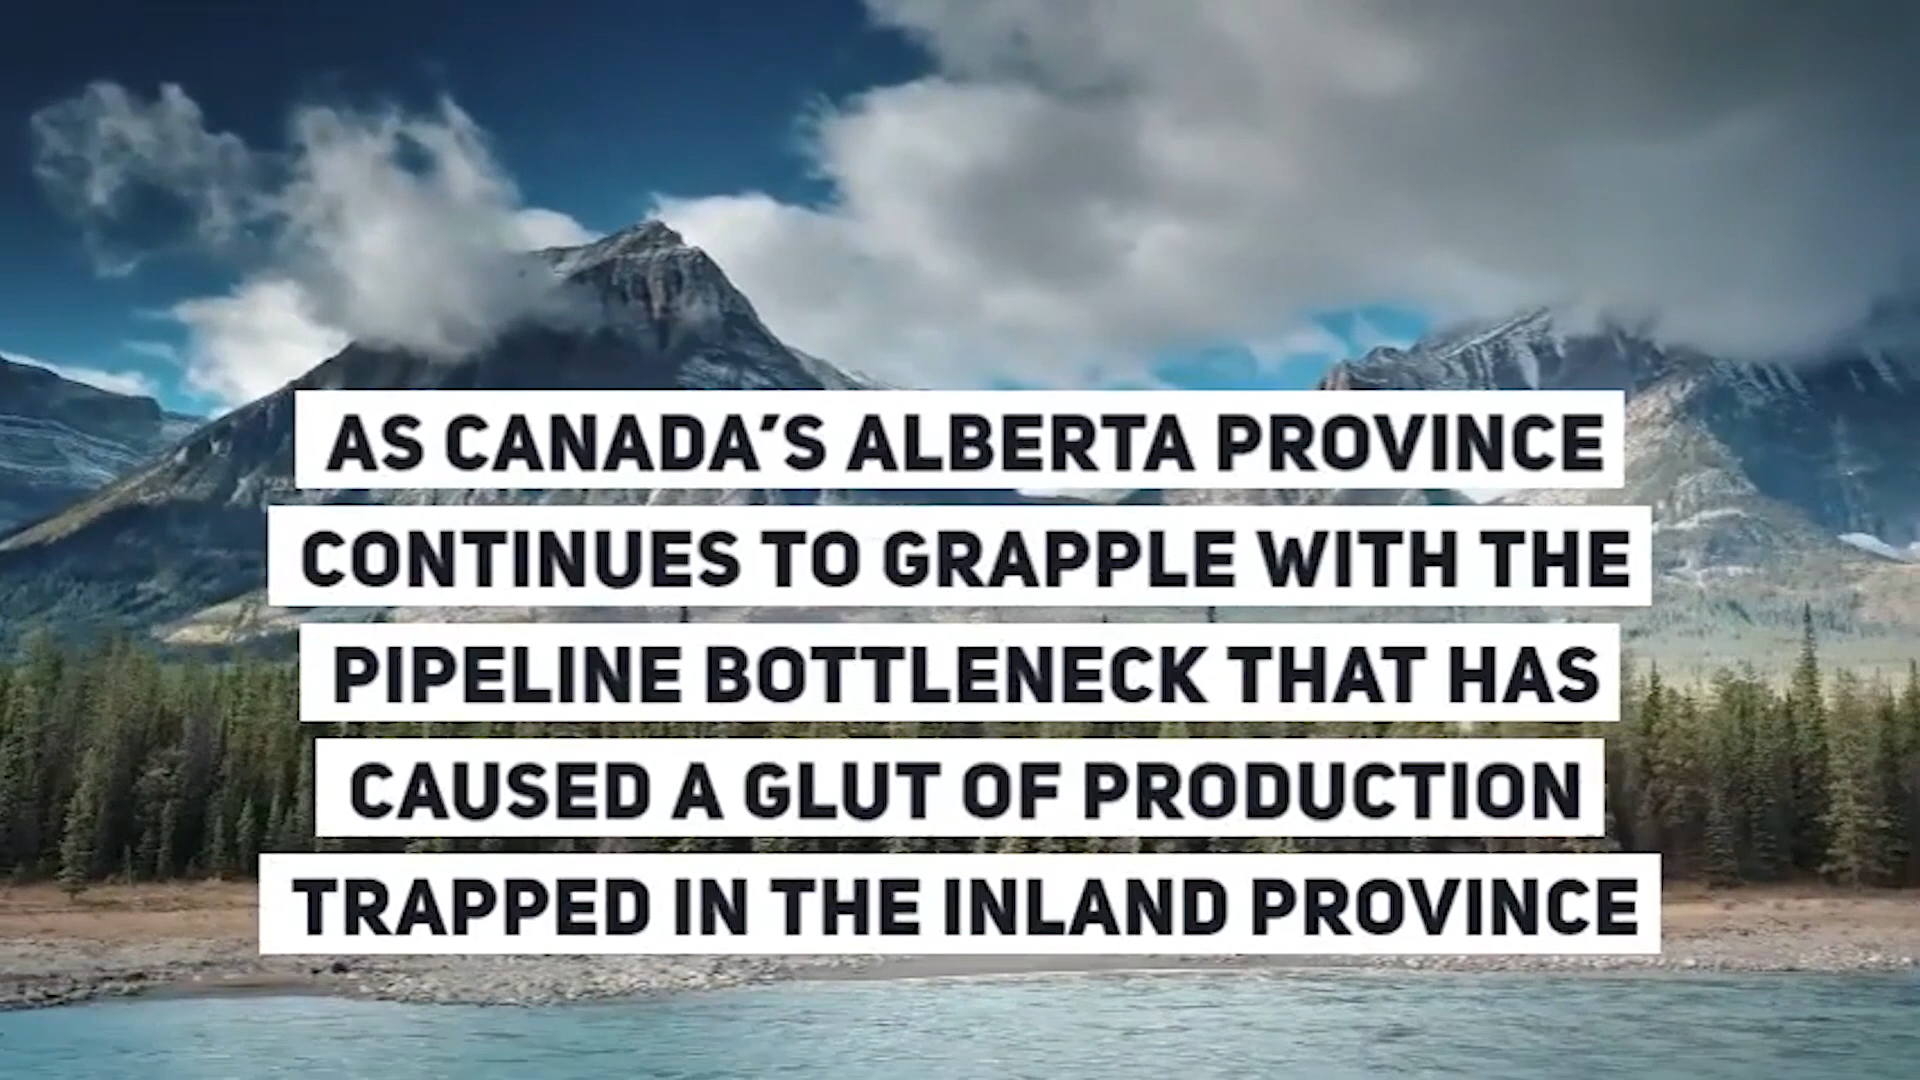 AS CANADA’S ALBERTA PROVINCE
CONTINUES TO GRAPPLE WITH THE
PIPELINE BOTTLENECK THAT HAS
CAUSED A GLUT OF PRODUCTION
TRAPPED IN THE INLAND PROVINCE